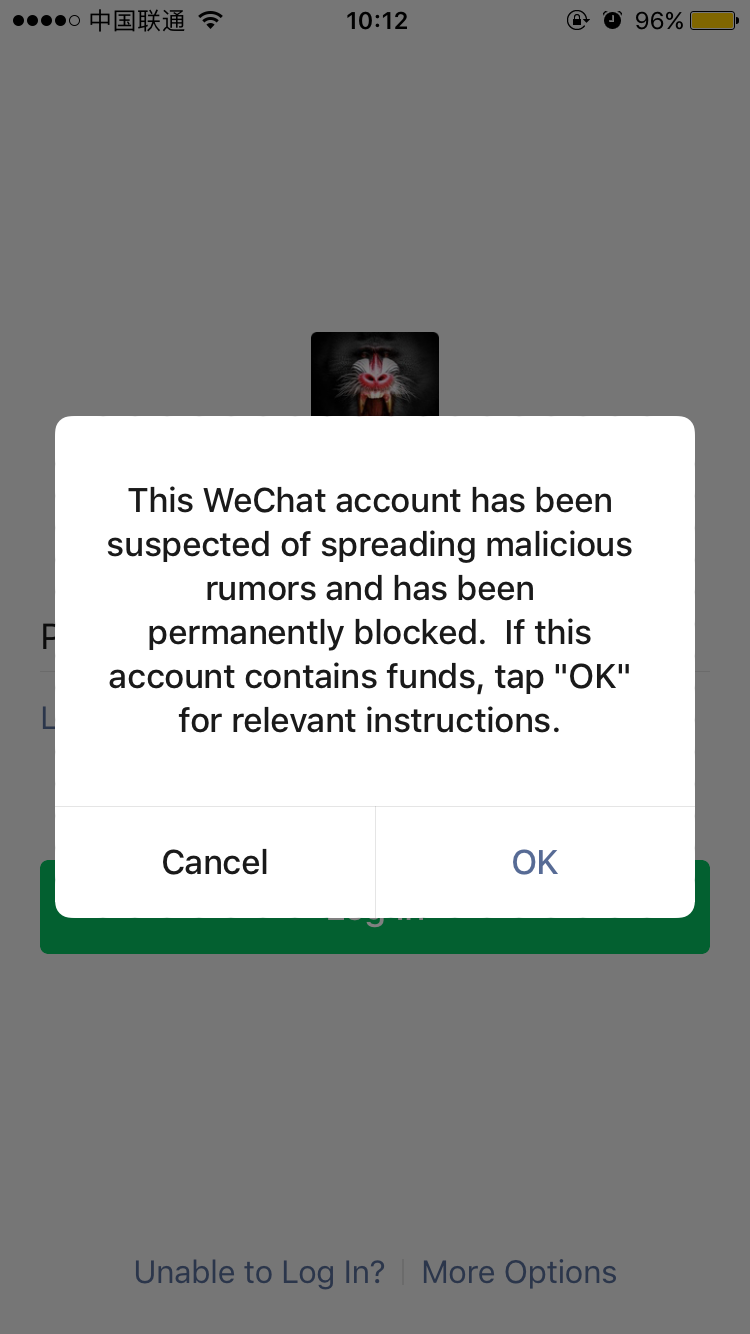 中国联通 10:12 96%
This WeChat account has been
suspected of spreading malicious
rumors and has been
permanently blocked. If this
account contains funds, tap "OK"
for relevant instructions.
Cancel OK
Unable to Log In? More Options